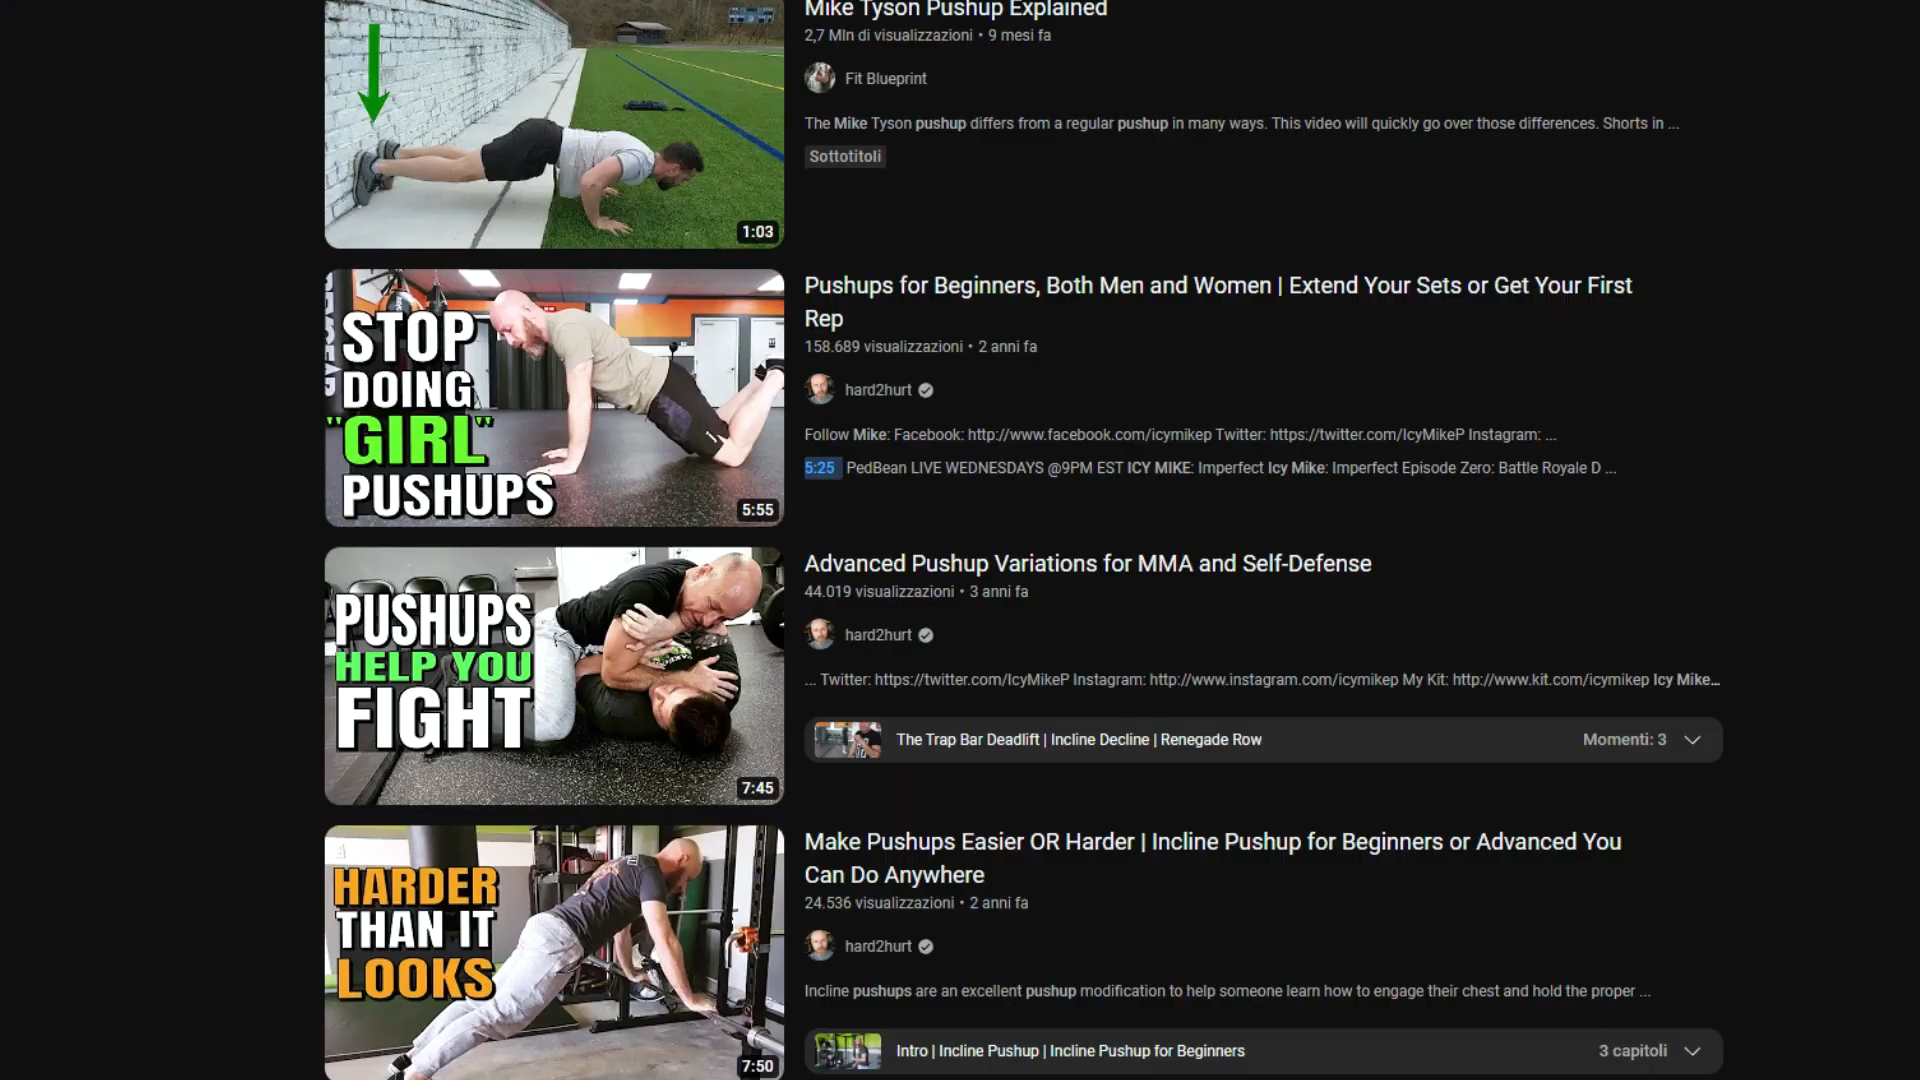 Mike Tyson Pushup Explained
2,7 Mln di visualizzazioni • 9 mesi fa
Fit Blueprint
The Mike Tyson pushup differs from a regular pushup in many ways. This video will quickly go over those differences. Shorts in ...
Sottotitoli
1:03
STOP
DOING
"GIRL"
PUSHUPS
5:55
Pushups for Beginners, Both Men and Women | Extend Your Sets or Get Your First
Rep
158.689 visualizzazioni • 2 anni fa
hard2hurt
Follow Mike: Facebook: http://www.facebook.com/icymikep Twitter: https://twitter.com/IcyMikeP Instagram: ...
5:25 PedBean LIVE WEDNESDAYS @9PM EST ICY MIKE: Imperfect Icy Mike: Imperfect Episode Zero: Battle Royale D ...
PUSHUPS
HELP YOU
FIGHT
7:45
Advanced Pushup Variations for MMA and Self-Defense
44.019 visualizzazioni • 3 anni fa
hard2hurt
... Twitter: https://twitter.com/IcyMikeP Instagram: http://www.instagram.com/icymikep My Kit: http://www.kit.com/icymikep Icy Mike...
The Trap Bar Deadlift | Incline Decline | Renegade Row
Momenti: 3
HARDER
THAN IT
LOOKS
7:50
Make Pushups Easier OR Harder | Incline Pushup for Beginners or Advanced You
Can Do Anywhere
24.536 visualizzazioni • 2 anni fa
hard2hurt
Incline pushups are an excellent pushup modification to help someone learn how to engage their chest and hold the proper ...
Intro | Incline Pushup | Incline Pushup for Beginners
3 capitoli